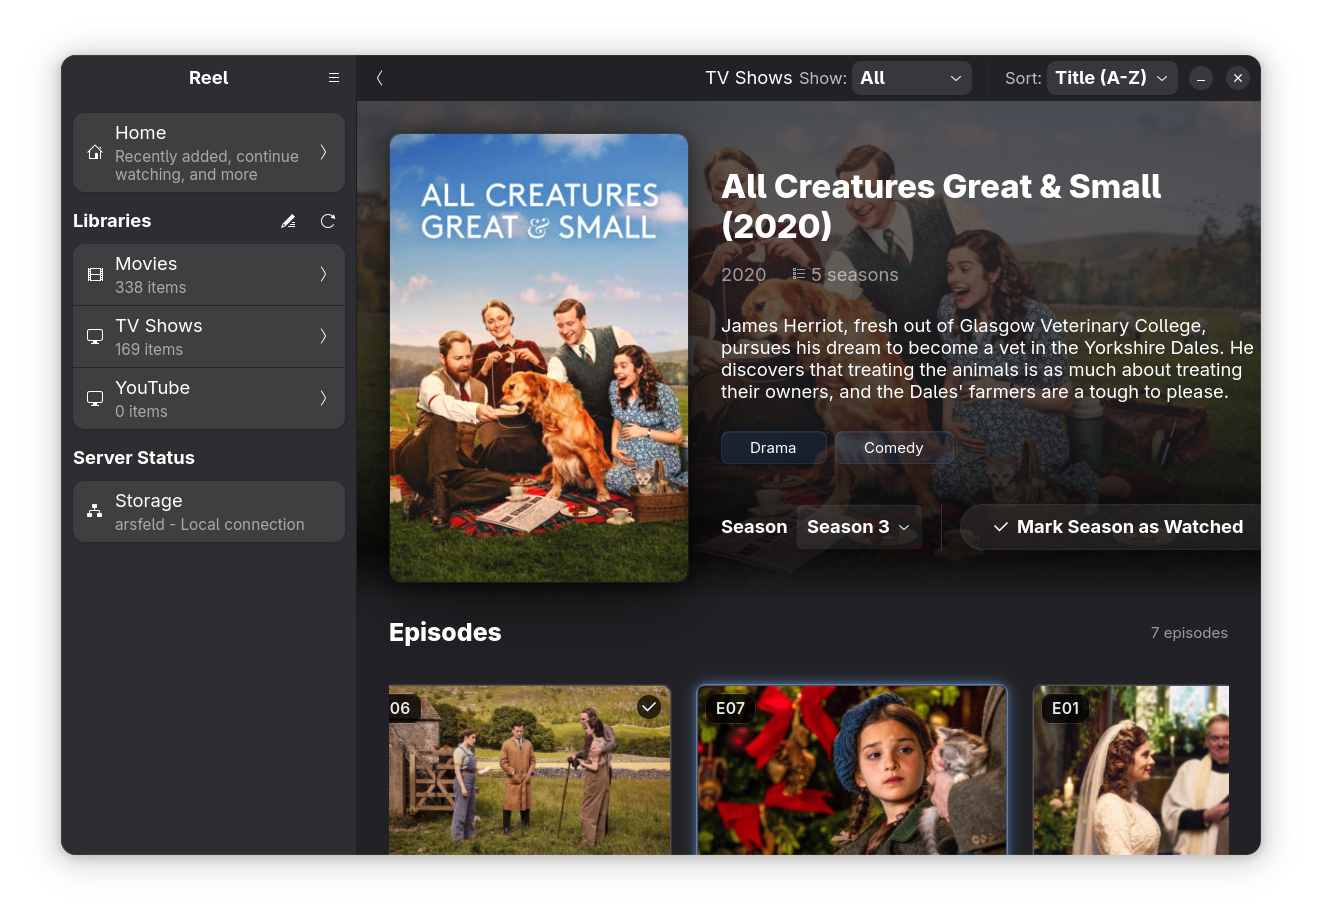 Reel
TV Shows Show: All Sort: Title (A-Z)
Home
Recently added, continue
watching, and more
Libraries
Movies
338 items
TV Shows
169 items
YouTube
0 items
Server Status
Storage
arsfeld - Local connection
ALL CREATURES
GREAT & SMALL
All Creatures Great & Small
(2020)
2020 5 seasons
James Herriot, fresh out of Glasgow Veterinary College,
pursues his dream to become a vet in the Yorkshire Dales. He
discovers that treating the animals is as much about treating
their owners, and the Dales' farmers are a tough to please.
Drama Comedy
Season Season 3 Mark Season as Watched
Episodes 7 episodes
06 E07 E01